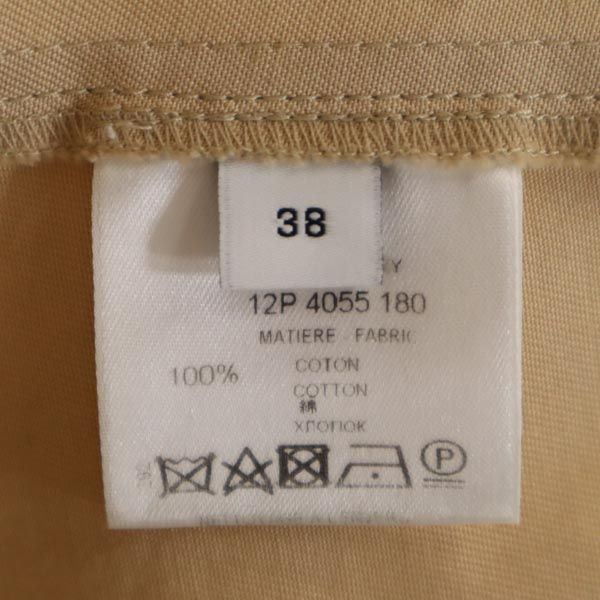 38
Y
12P 4055 180
MATIERE - FABRIC
100% COTON
COTTON
綿
ХЛОПОК
P